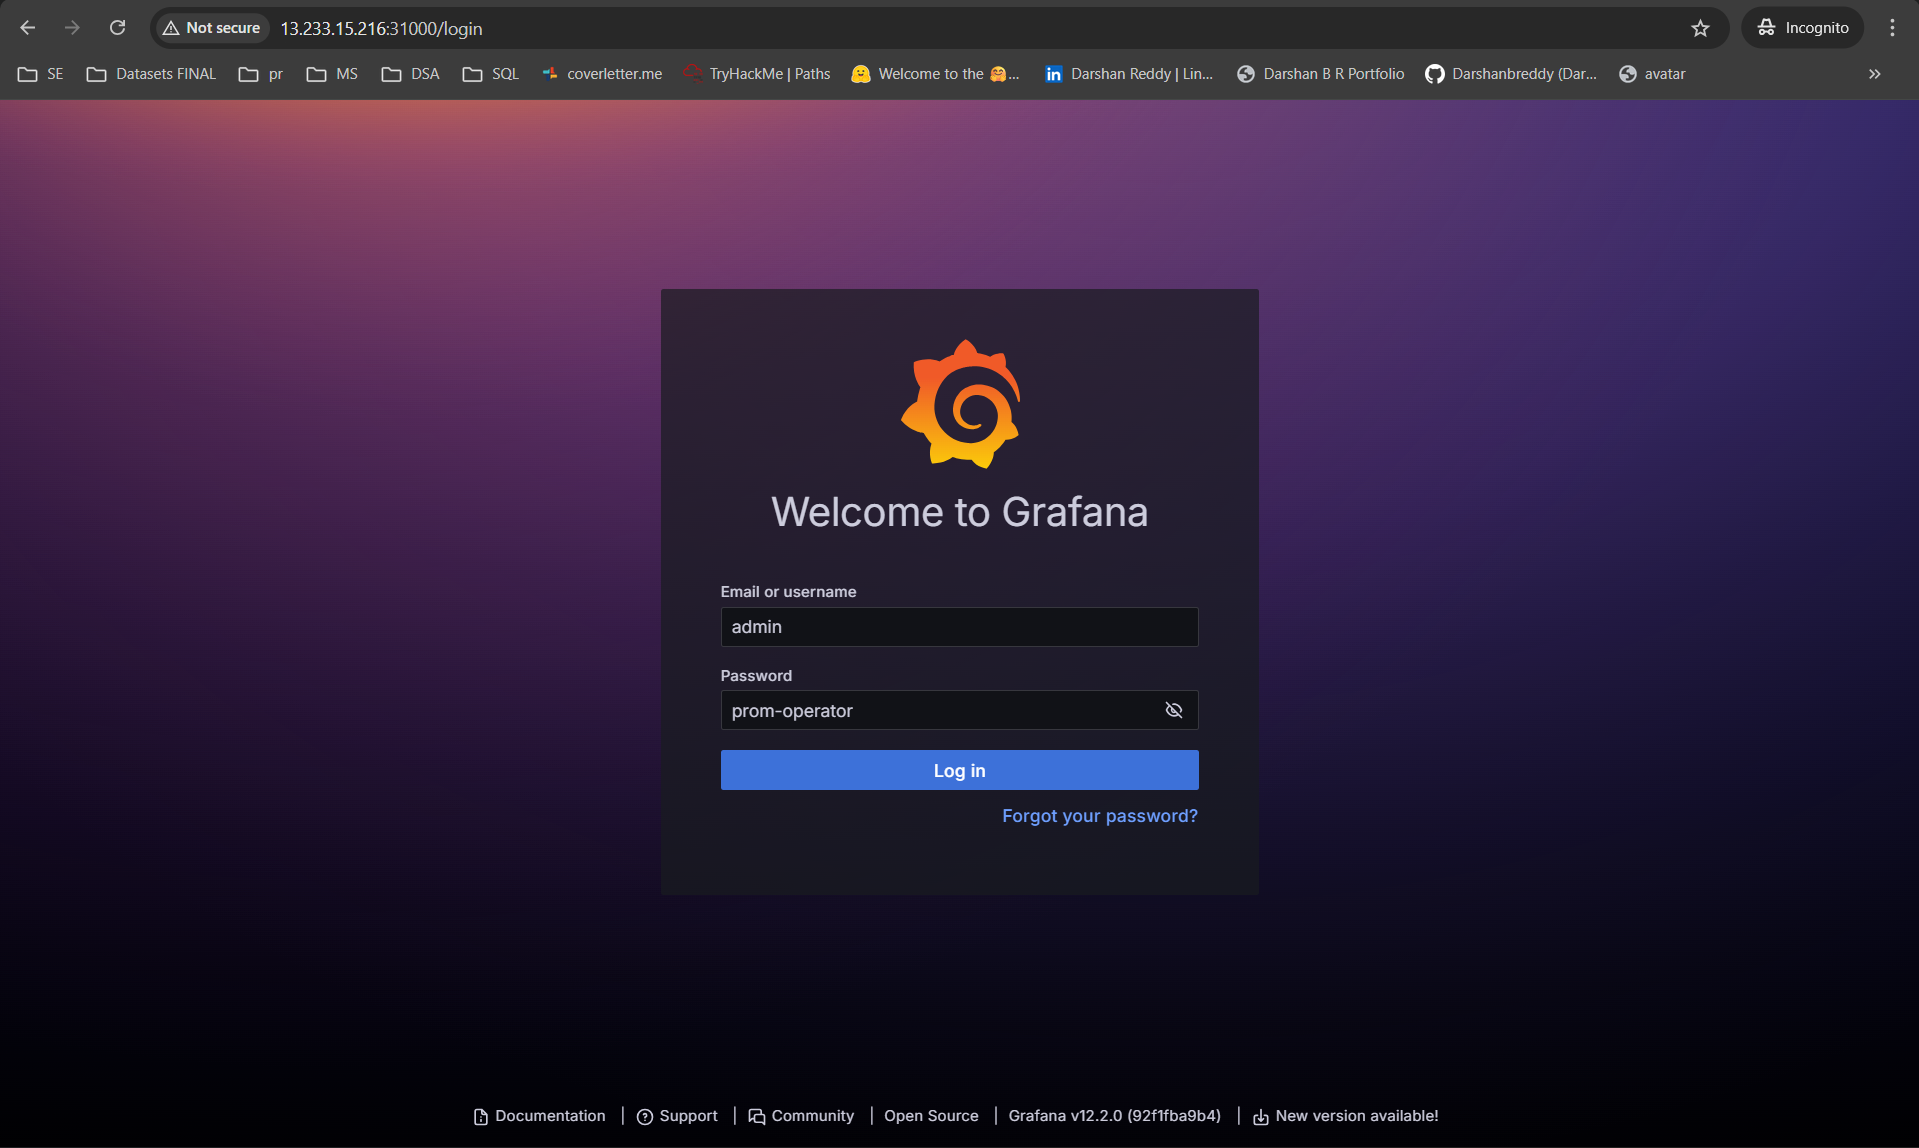 Not secure 13.233.15.216:31000/login Incognito
SE Datasets FINAL pr MS DSA SQL coverletter.me TryHackMe | Paths Welcome to the 🤗... Darshan Reddy | Lin... Darshan B R Portfolio Darshanbreddy (Dar... avatar »
Welcome to Grafana
Email or username
admin
Password
prom-operator
Log in
Forgot your password?
Documentation | Support | Community | Open Source | Grafana v12.2.0 (92f1fba9b4) | New version available!